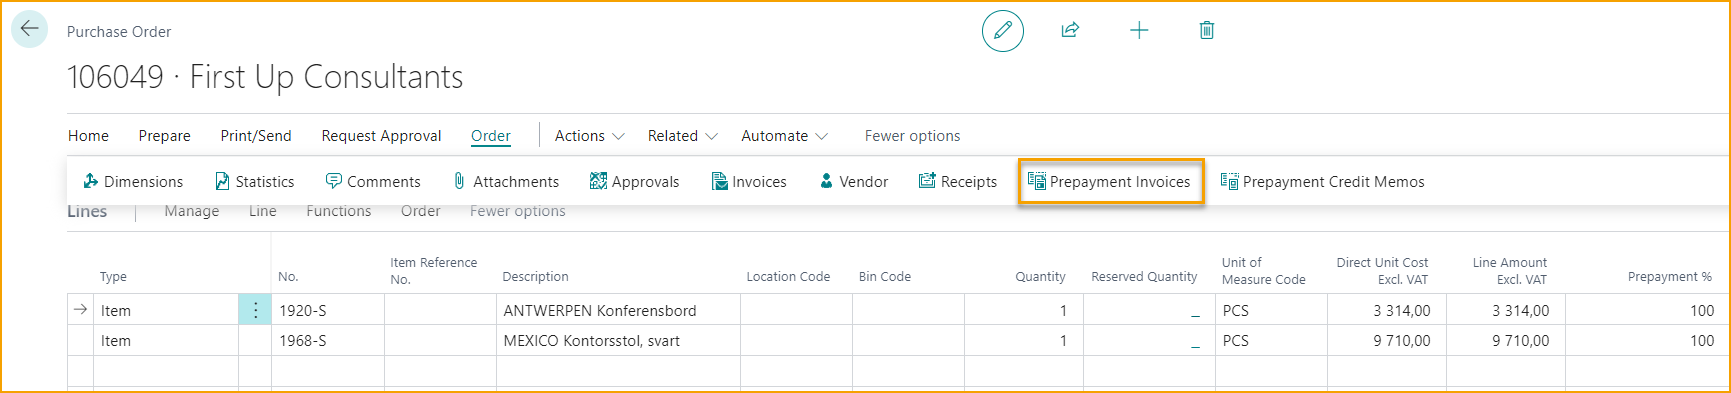 Purchase Order
106049 · First Up Consultants
Home Prepare Print/Send Request Approval Order Actions Related Automate Fewer options
Dimensions Statistics Comments Attachments Approvals Invoices Vendor Receipts Prepayment Invoices Prepayment Credit Memos
Lines Manage Line Functions Order Fewer options
Type No. Item Reference No. Description Location Code Bin Code Quantity Reserved Quantity Unit of Measure Code Direct Unit Cost Excl. VAT Line Amount Excl. VAT Prepayment %
Item 1920-S ANTWERPEN Konferensbord 1 _ PCS 3 314,00 3 314,00 100
Item 1968-S MEXICO Kontorsstol, svart 1 _ PCS 9 710,00 9 710,00 100